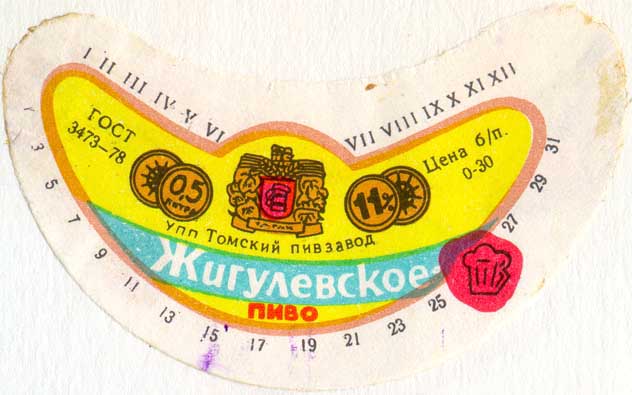 I II III IV V VI
VII VIII IX X XI XII
ГОСТ
3473-78
0,5
литра
11%
Цена б/п.
0-30
УПП Томский пивзавод
Жигулевское
пиво
ТПВ
1 3 5 7 9 11 13 15 17 19 21 23 25 27 29 31